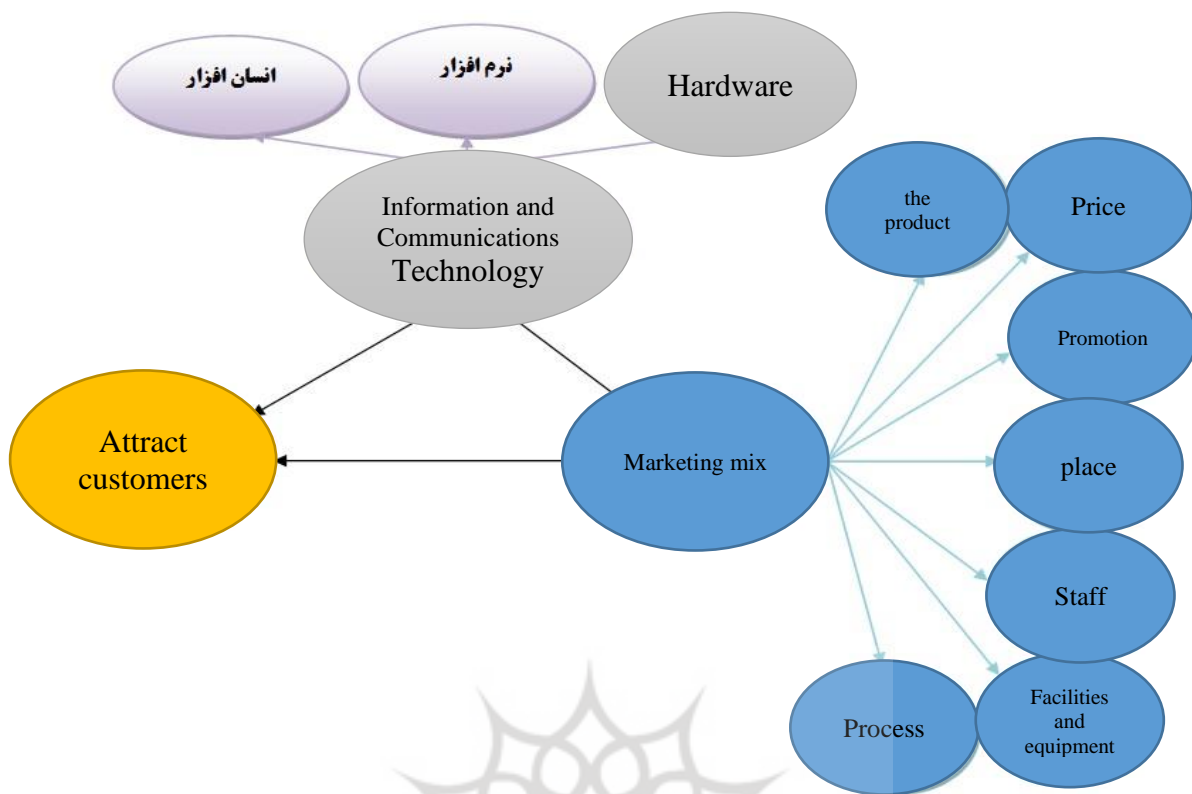 انسان افزار
نرم افزار
Hardware
Information and
Communications
Technology
the
product
Price
Promotion
Attract
customers
Marketing mix
place
Staff
Process
Facilities
and
equipment